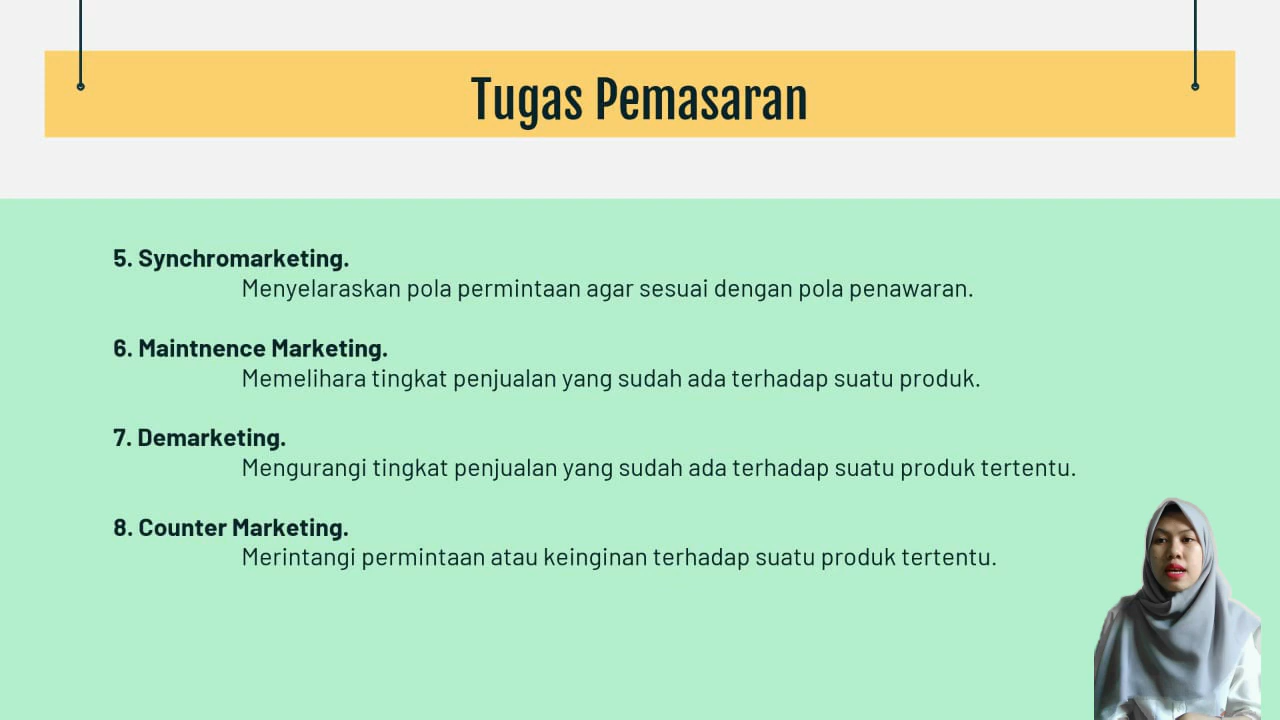 Tugas Pemasaran
5. Synchromarketing.
Menyelaraskan pola permintaan agar sesuai dengan pola penawaran.
6. Maintnence Marketing.
Memelihara tingkat penjualan yang sudah ada terhadap suatu produk.
7. Demarketing.
Mengurangi tingkat penjualan yang sudah ada terhadap suatu produk tertentu.
8. Counter Marketing.
Merintangi permintaan atau keinginan terhadap suatu produk tertentu.